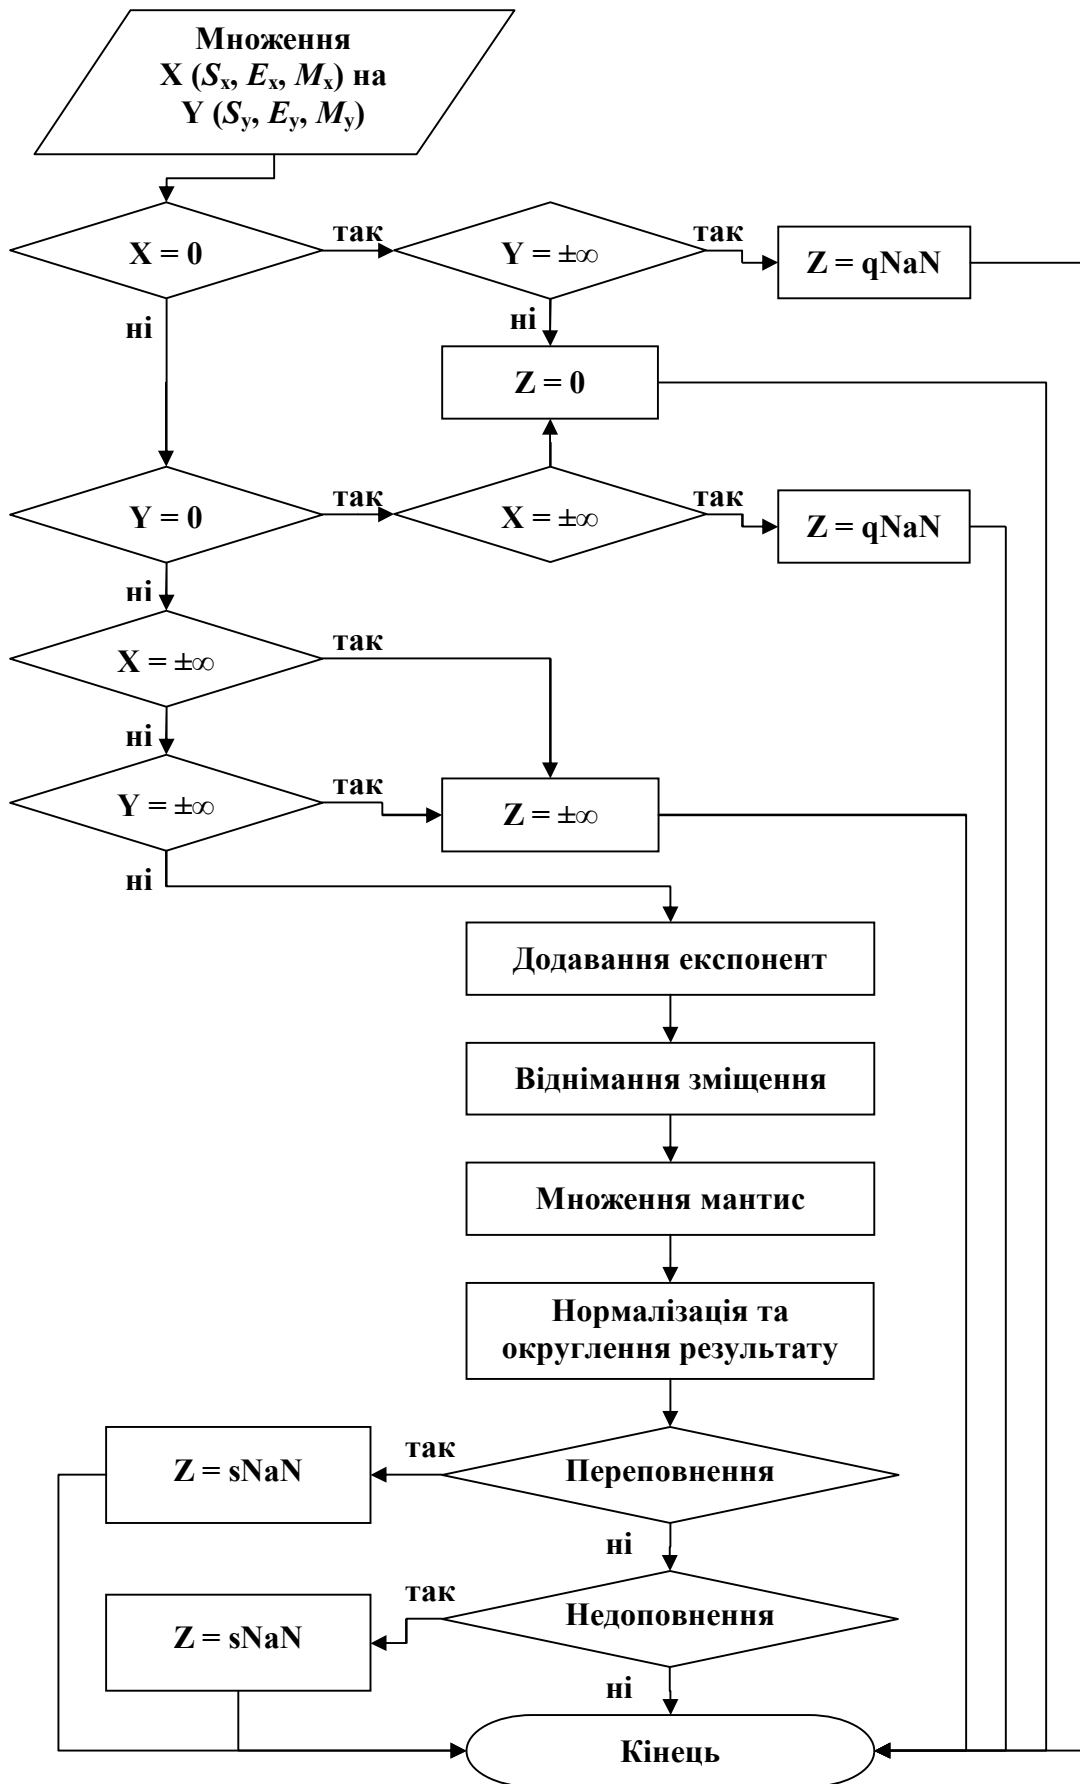 Множення
X (Sx, Ex, Mx) на
Y (Sy, Ey, My)
X = 0
так
Y = ±∞
так
Z = qNaN
ні
ні
Z = 0
Y = 0
так
X = ±∞
так
Z = qNaN
ні
X = ±∞
так
ні
Y = ±∞
так
Z = ±∞
ні
Додавання експонент
Віднімання зміщення
Множення мантис
Нормалізація та
округлення результату
Z = sNaN
так
Переповнення
ні
Z = sNaN
так
Недоповнення
ні
Кінець